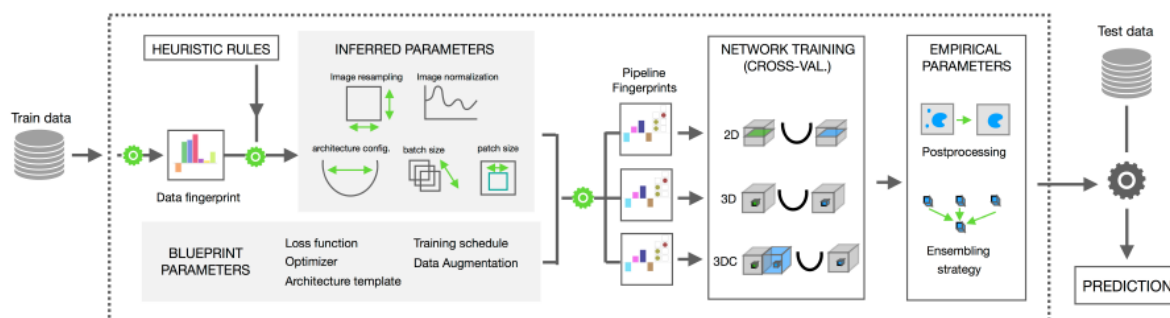 Train data
HEURISTIC RULES
Data fingerprint
INFERRED PARAMETERS
Image resampling
Image normalization
architecture config.
batch size
patch size
BLUEPRINT
PARAMETERS
Loss function
Optimizer
Architecture template
Training schedule
Data Augmentation
Pipeline
Fingerprints
NETWORK TRAINING
(CROSS-VAL.)
2D
3D
3DC
EMPIRICAL
PARAMETERS
Postprocessing
Ensembling
strategy
Test data
PREDICTION